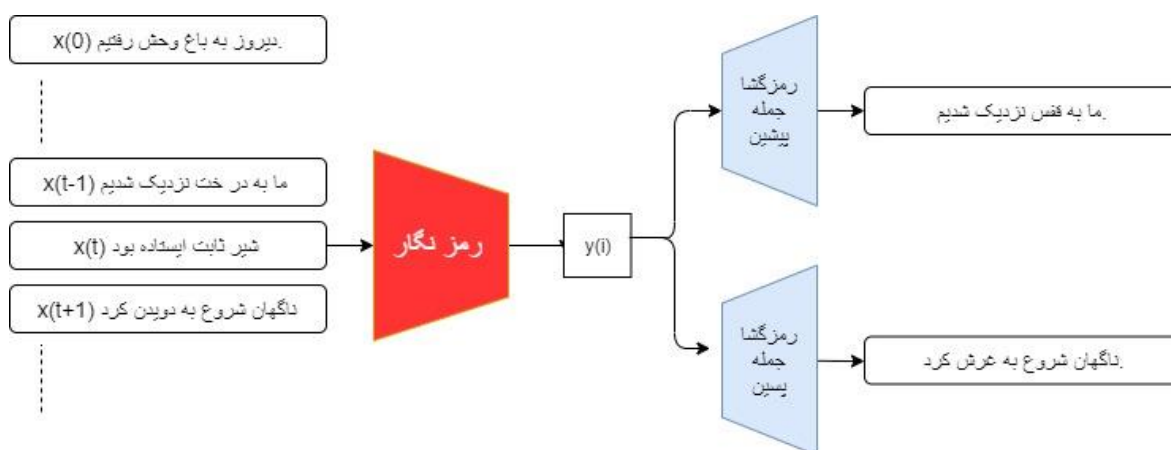 x(0) دیروز به باغ وحش رفتیم.
x(t-1) ما به در خت نزدیک شدیم
x(t) شیر ثابت ایستاده بود
x(t+1) ناگهان شروع به دویدن کرد
رمز نگار
y(i)
رمزگشا
جمله
پیشین
ما به قفس نزدیک شدیم.
رمزگشا
جمله
پسین
ناگهان شروع به غرش کرد.